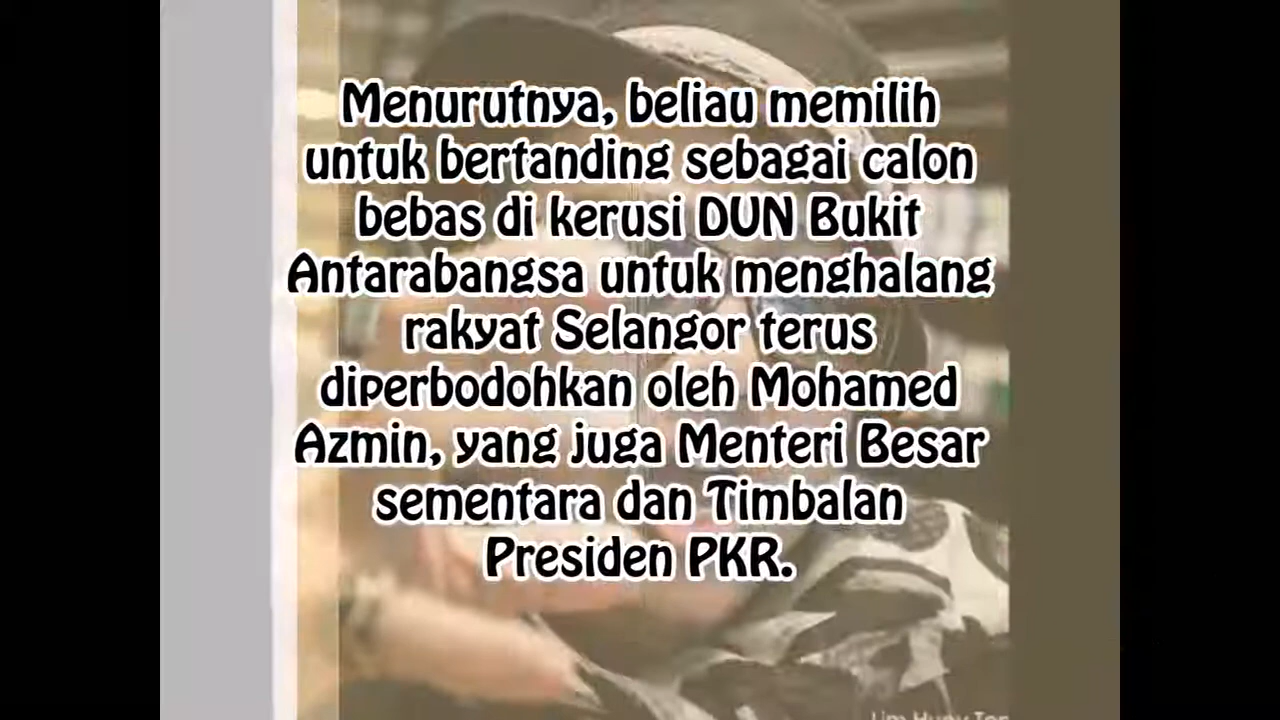 Menurutnya, beliau memilih
untuk bertanding sebagai calon
bebas di kerusi DUN Bukit
Antarabangsa untuk menghalang
rakyat Selangor terus
diperbodohkan oleh Mohamed
Azmin, yang juga Menteri Besar
sementara dan Timbalan
Presiden PKR.